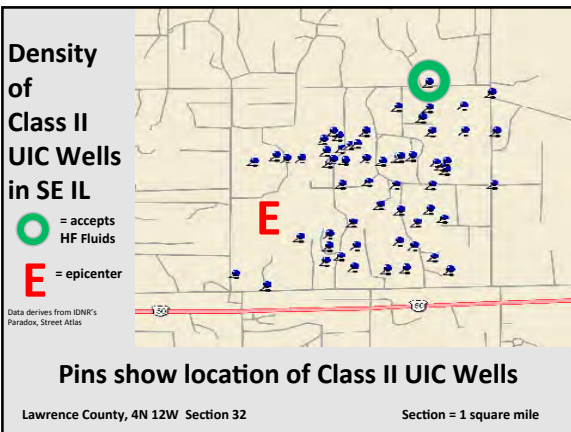 Density
of
Class II
UIC Wells
in SE IL
= accepts
HF Fluids
E
= epicenter
Data derives from IDNR's
Paradox, Street Atlas
E
50
50
Pins show location of Class II UIC Wells
Lawrence County, 4N 12W Section 32
Section = 1 square mile